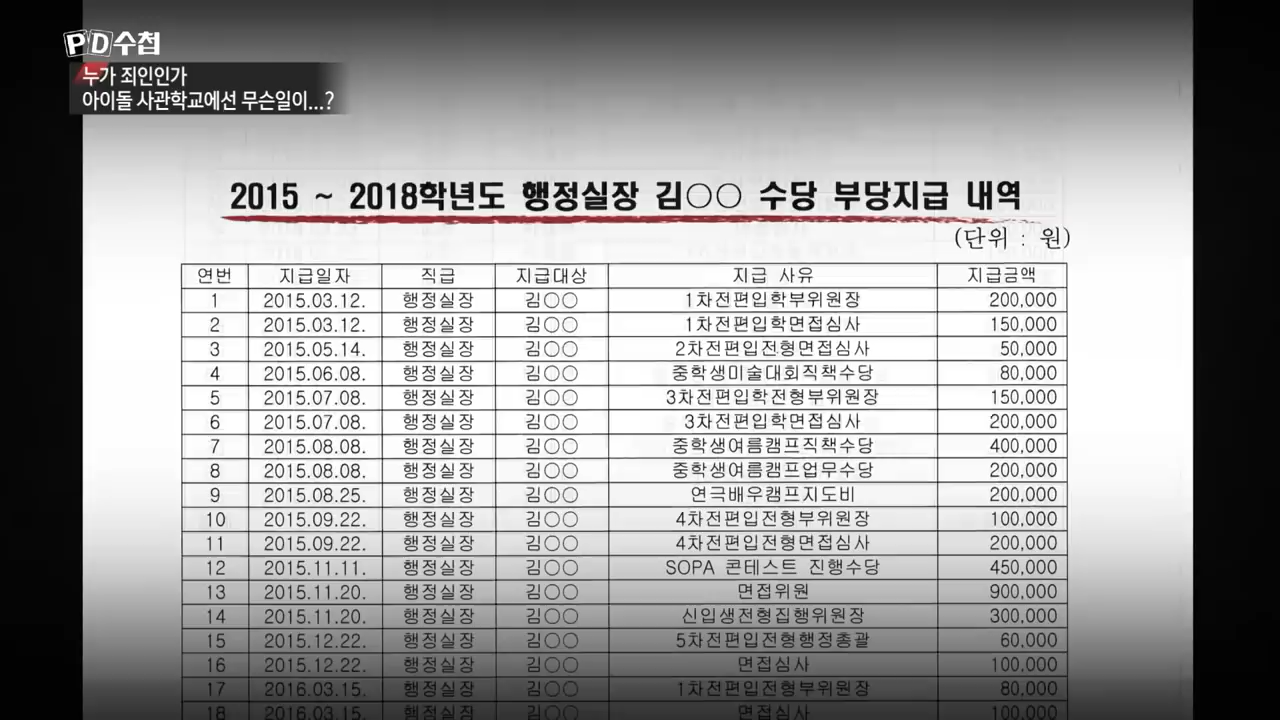 PD수첩
누가 죄인인가
아이돌 사관학교에선 무슨일이...?
2015 ~ 2018학년도 행정실장 김○○ 수당 부당지급 내역
(단위 : 원)
연번 지급일자 직급 지급대상 지급 사유 지급금액
1 2015.03.12. 행정실장 김○○ 1차전편입학부위원장 200,000
2 2015.03.12. 행정실장 김○○ 1차전편입학면접심사 150,000
3 2015.05.14. 행정실장 김○○ 2차전편입전형면접심사 50,000
4 2015.06.08. 행정실장 김○○ 중학생미술대회직책수당 80,000
5 2015.07.08. 행정실장 김○○ 3차전편입학전형부위원장 150,000
6 2015.07.08. 행정실장 김○○ 3차전편입학면접심사 200,000
7 2015.08.08. 행정실장 김○○ 중학생여름캠프직책수당 400,000
8 2015.08.08. 행정실장 김○○ 중학생여름캠프업무수당 200,000
9 2015.08.25. 행정실장 김○○ 연극배우캠프지도비 200,000
10 2015.09.22. 행정실장 김○○ 4차전편입전형부위원장 100,000
11 2015.09.22. 행정실장 김○○ 4차전편입전형면접심사 200,000
12 2015.11.11. 행정실장 김○○ SOPA 콘테스트 진행수당 450,000
13 2015.11.20. 행정실장 김○○ 면접위원 900,000
14 2015.11.20. 행정실장 김○○ 신입생전형집행위원장 300,000
15 2015.12.22. 행정실장 김○○ 5차전편입전형행정총괄 60,000
16 2015.12.22. 행정실장 김○○ 면접심사 100,000
17 2016.03.15. 행정실장 김○○ 1차전편입전형부위원장 80,000
18 2016.03.15. 행정실장 김○○ 면접심사 100,000